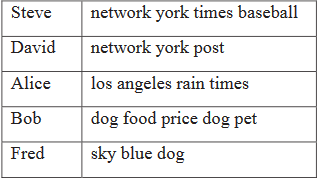 Steve network york times baseball
David network york post
Alice los angeles rain times
Bob dog food price dog pet
Fred sky blue dog